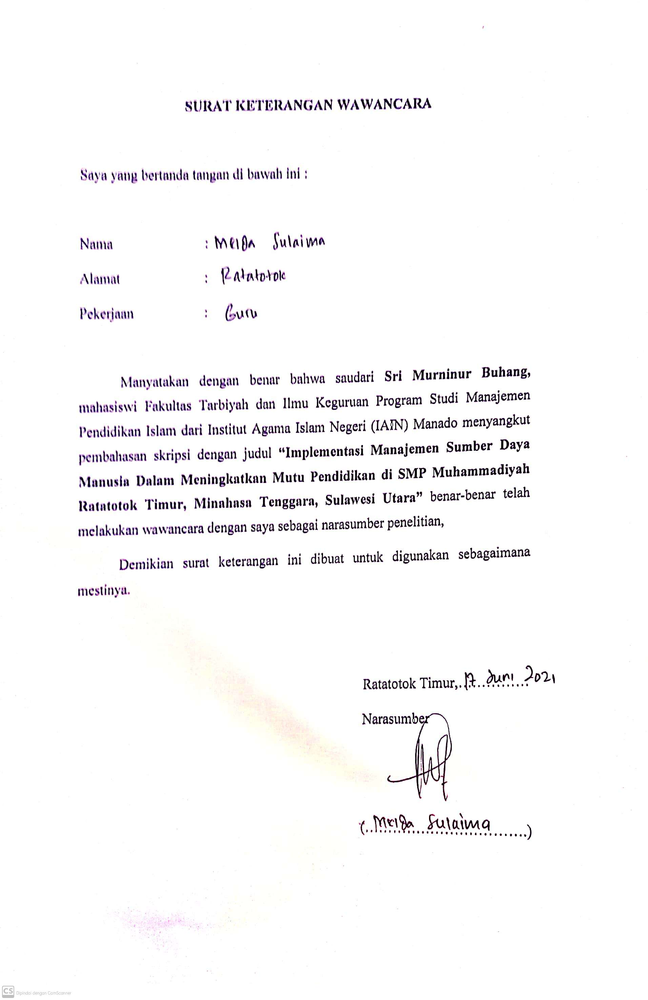 SURAT KETERANGAN WAWANCARA
Saya yang bertanda tangan di bawah ini :
Nama : Meida Sulaima
Alamat : Ratatotok
Pekerjaan : Guru
Manyatakan dengan benar bahwa saudari Sri Murninur Buhang,
mahasiswi Fakultas Tarbiyah dan Ilmu Keguruan Program Studi Manajemen
Pendidikan Islam dari Institut Agama Islam Negeri (IAIN) Manado menyangkut
pembahasan skripsi dengan judul “Implementasi Manajemen Sumber Daya
Manusia Dalam Meningkatkan Mutu Pendidikan di SMP Muhammadiyah
Ratatotok Timur, Minahasa Tenggara, Sulawesi Utara” benar-benar telah
melakukan wawancara dengan saya sebagai narasumber penelitian,
Demikian surat keterangan ini dibuat untuk digunakan sebagaimana
mestinya.
Ratatotok Timur, 17 Juni 2021
Narasumber
(Meida Sulaima)
CS Dipindai dengan CamScanner